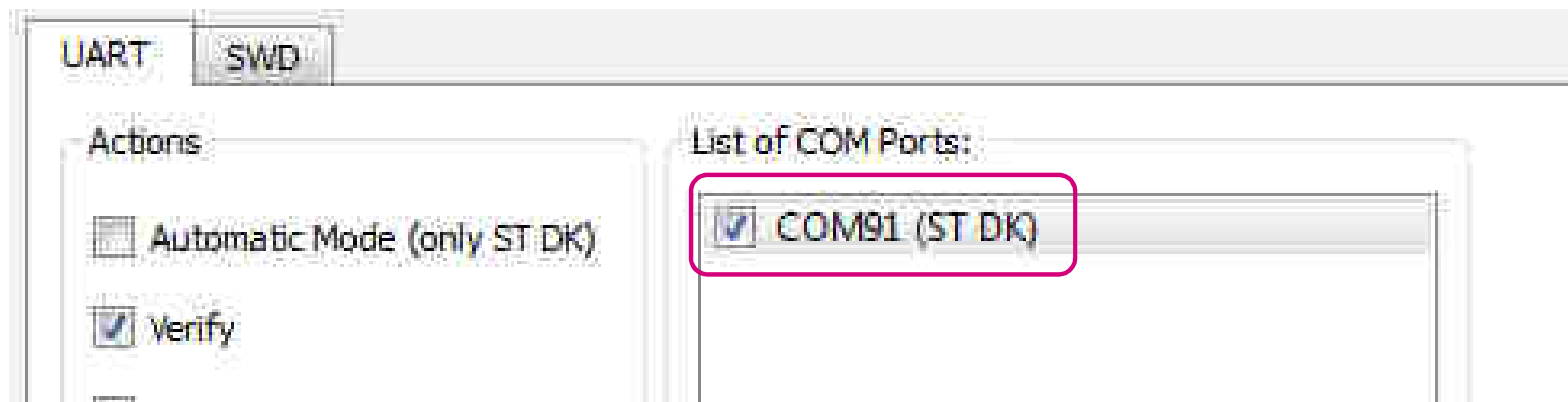 UART SWD
Actions
List of COM Ports:
Automatic Mode (only ST DK)
COM91 (ST DK)
Verify